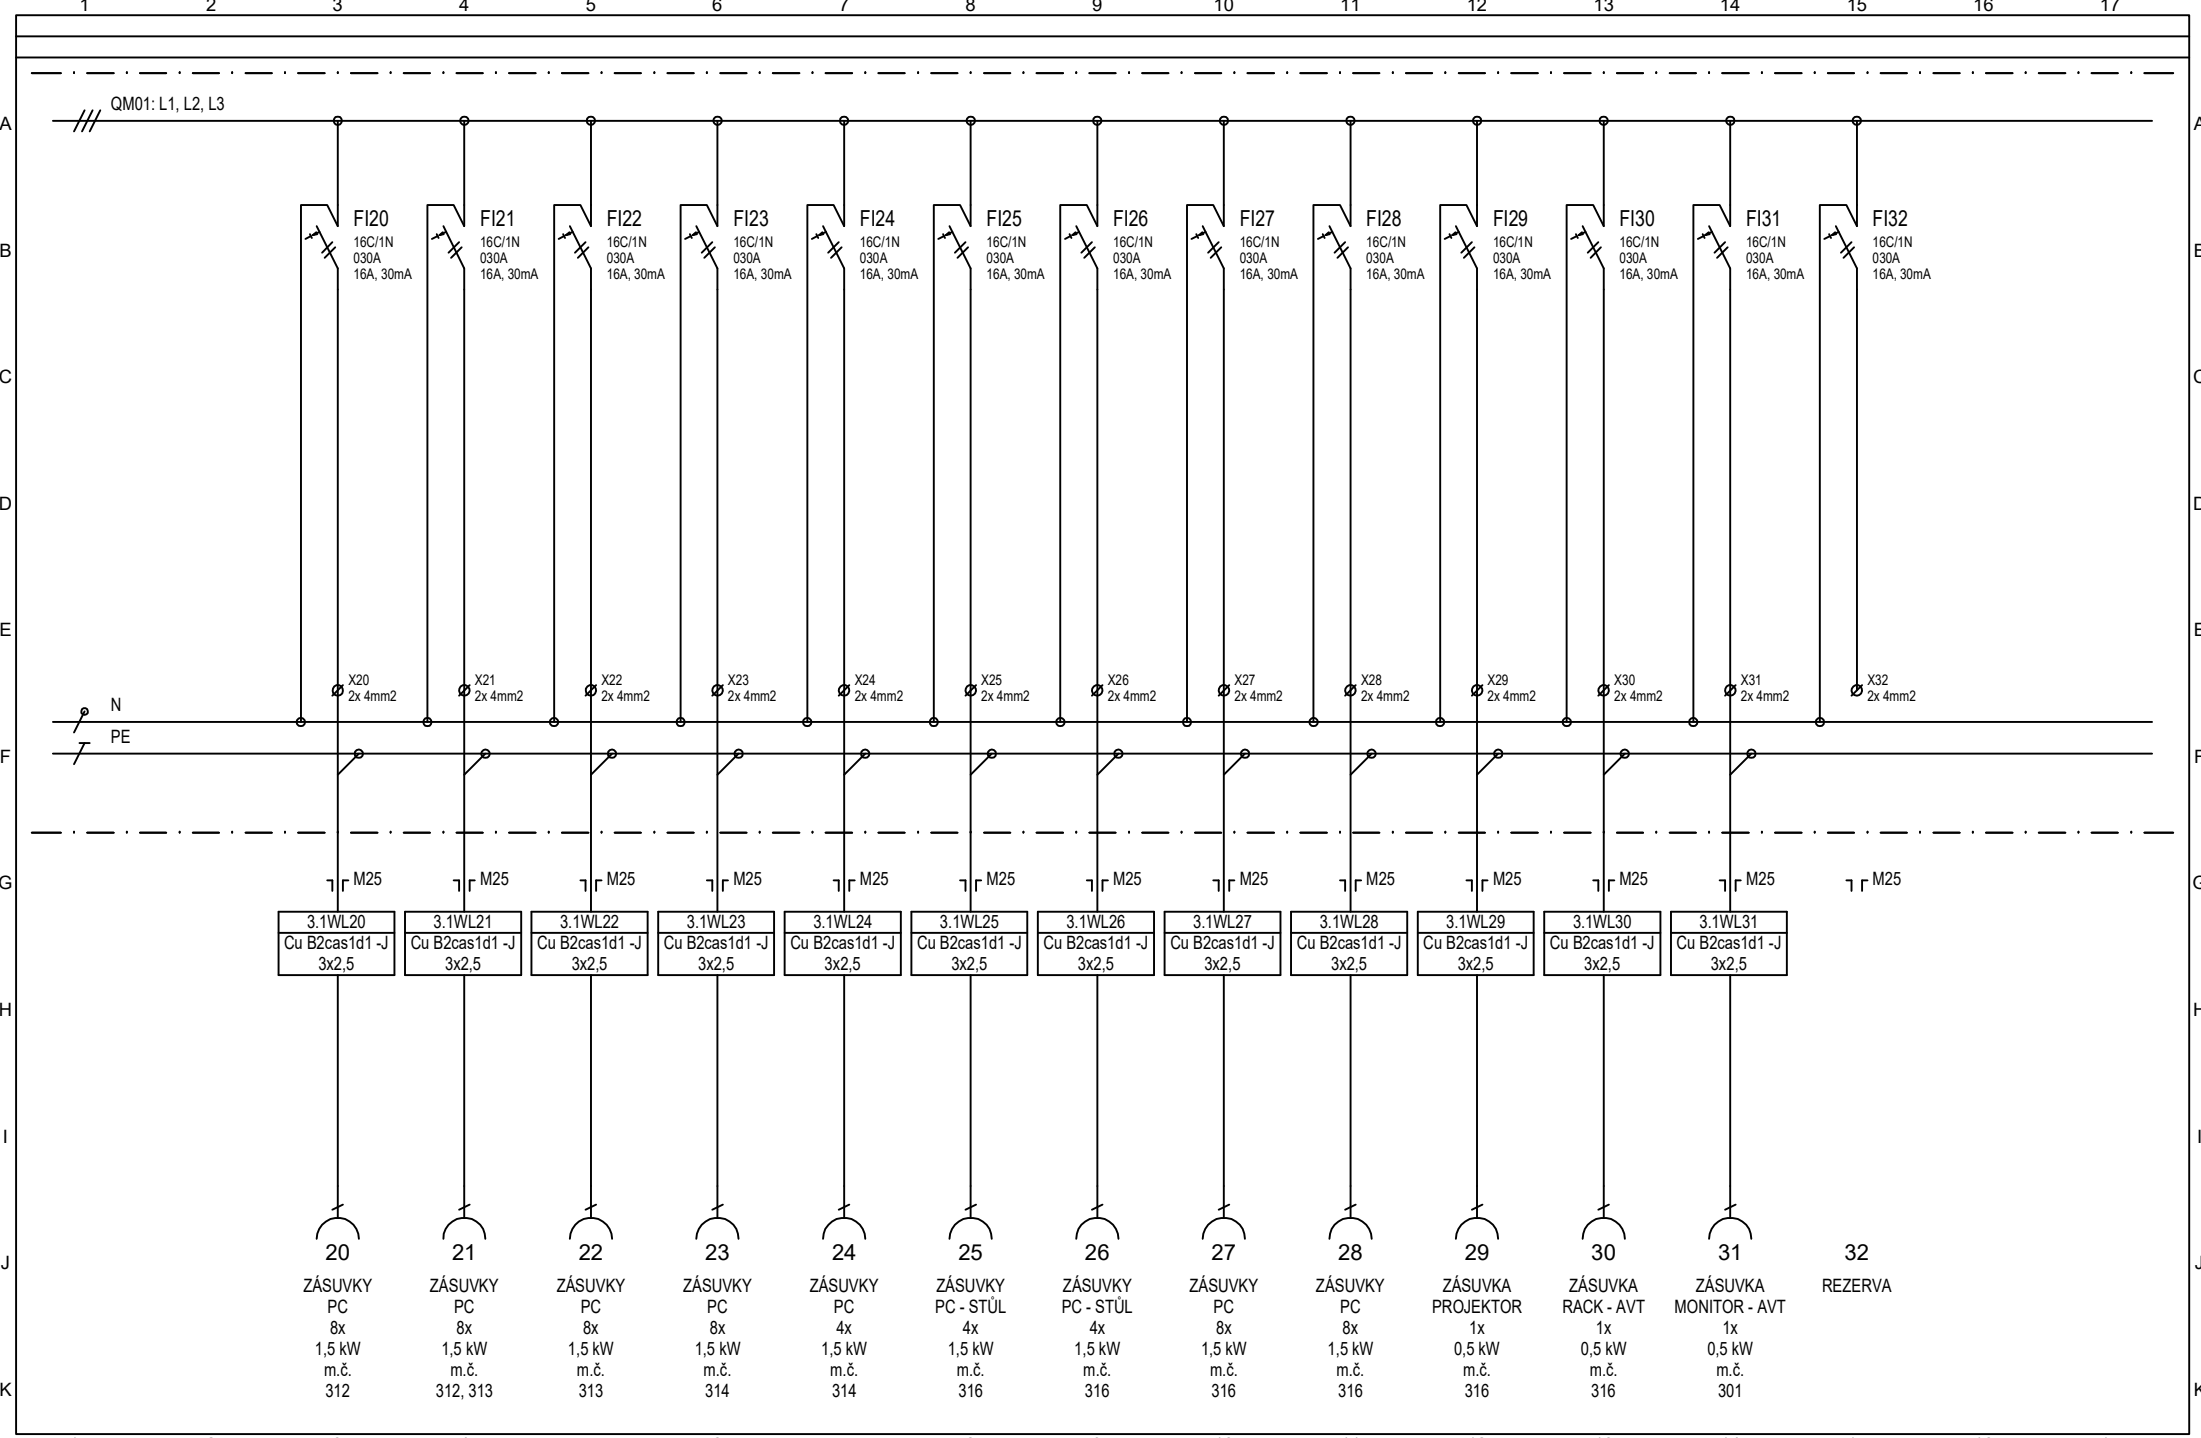 1 2 3 4 5 6 7 8 9 10 11 12 13 14 15 16 17
QM01: L1, L2, L3
A A
FI20 FI21 FI22 FI23 FI24 FI25 FI26 FI27 FI28 FI29 FI30 FI31 FI32
16C/1N 16C/1N 16C/1N 16C/1N 16C/1N 16C/1N 16C/1N 16C/1N 16C/1N 16C/1N 16C/1N 16C/1N 16C/1N
B 030A 030A 030A 030A 030A 030A 030A 030A 030A 030A 030A 030A 030A B
16A, 30mA 16A, 30mA 16A, 30mA 16A, 30mA 16A, 30mA 16A, 30mA 16A, 30mA 16A, 30mA 16A, 30mA 16A, 30mA 16A, 30mA 16A, 30mA 16A, 30mA
C C
D D
E E
X20 X21 X22 X23 X24 X25 X26 X27 X28 X29 X30 X31 X32
2x 4mm2 2x 4mm2 2x 4mm2 2x 4mm2 2x 4mm2 2x 4mm2 2x 4mm2 2x 4mm2 2x 4mm2 2x 4mm2 2x 4mm2 2x 4mm2 2x 4mm2
N
PE
F F
G M25 M25 M25 M25 M25 M25 M25 M25 M25 M25 M25 M25 M25 G
3.1WL20 3.1WL21 3.1WL22 3.1WL23 3.1WL24 3.1WL25 3.1WL26 3.1WL27 3.1WL28 3.1WL29 3.1WL30 3.1WL31
Cu B2cas1d1 -J Cu B2cas1d1 -J Cu B2cas1d1 -J Cu B2cas1d1 -J Cu B2cas1d1 -J Cu B2cas1d1 -J Cu B2cas1d1 -J Cu B2cas1d1 -J Cu B2cas1d1 -J Cu B2cas1d1 -J Cu B2cas1d1 -J Cu B2cas1d1 -J
3x2,5 3x2,5 3x2,5 3x2,5 3x2,5 3x2,5 3x2,5 3x2,5 3x2,5 3x2,5 3x2,5 3x2,5
H H
I I
20 21 22 23 24 25 26 27 28 29 30 31 32
J J
ZÁSUVKY ZÁSUVKY ZÁSUVKY ZÁSUVKY ZÁSUVKY ZÁSUVKY ZÁSUVKY ZÁSUVKY ZÁSUVKY ZÁSUVKA ZÁSUVKA ZÁSUVKA REZERVA
PC PC PC PC PC PC - STŮL PC - STŮL PC PC PROJEKTOR RACK - AVT MONITOR - AVT
8x 8x 8x 8x 4x 4x 4x 8x 8x 1x 1x 1x
1,5 kW 1,5 kW 1,5 kW 1,5 kW 1,5 kW 1,5 kW 1,5 kW 1,5 kW 1,5 kW 0,5 kW 0,5 kW 0,5 kW
m.č. m.č. m.č. m.č. m.č. m.č. m.č. m.č. m.č. m.č. m.č. m.č.
K 312 312, 313 313 314 314 316 316 316 316 316 316 301 K